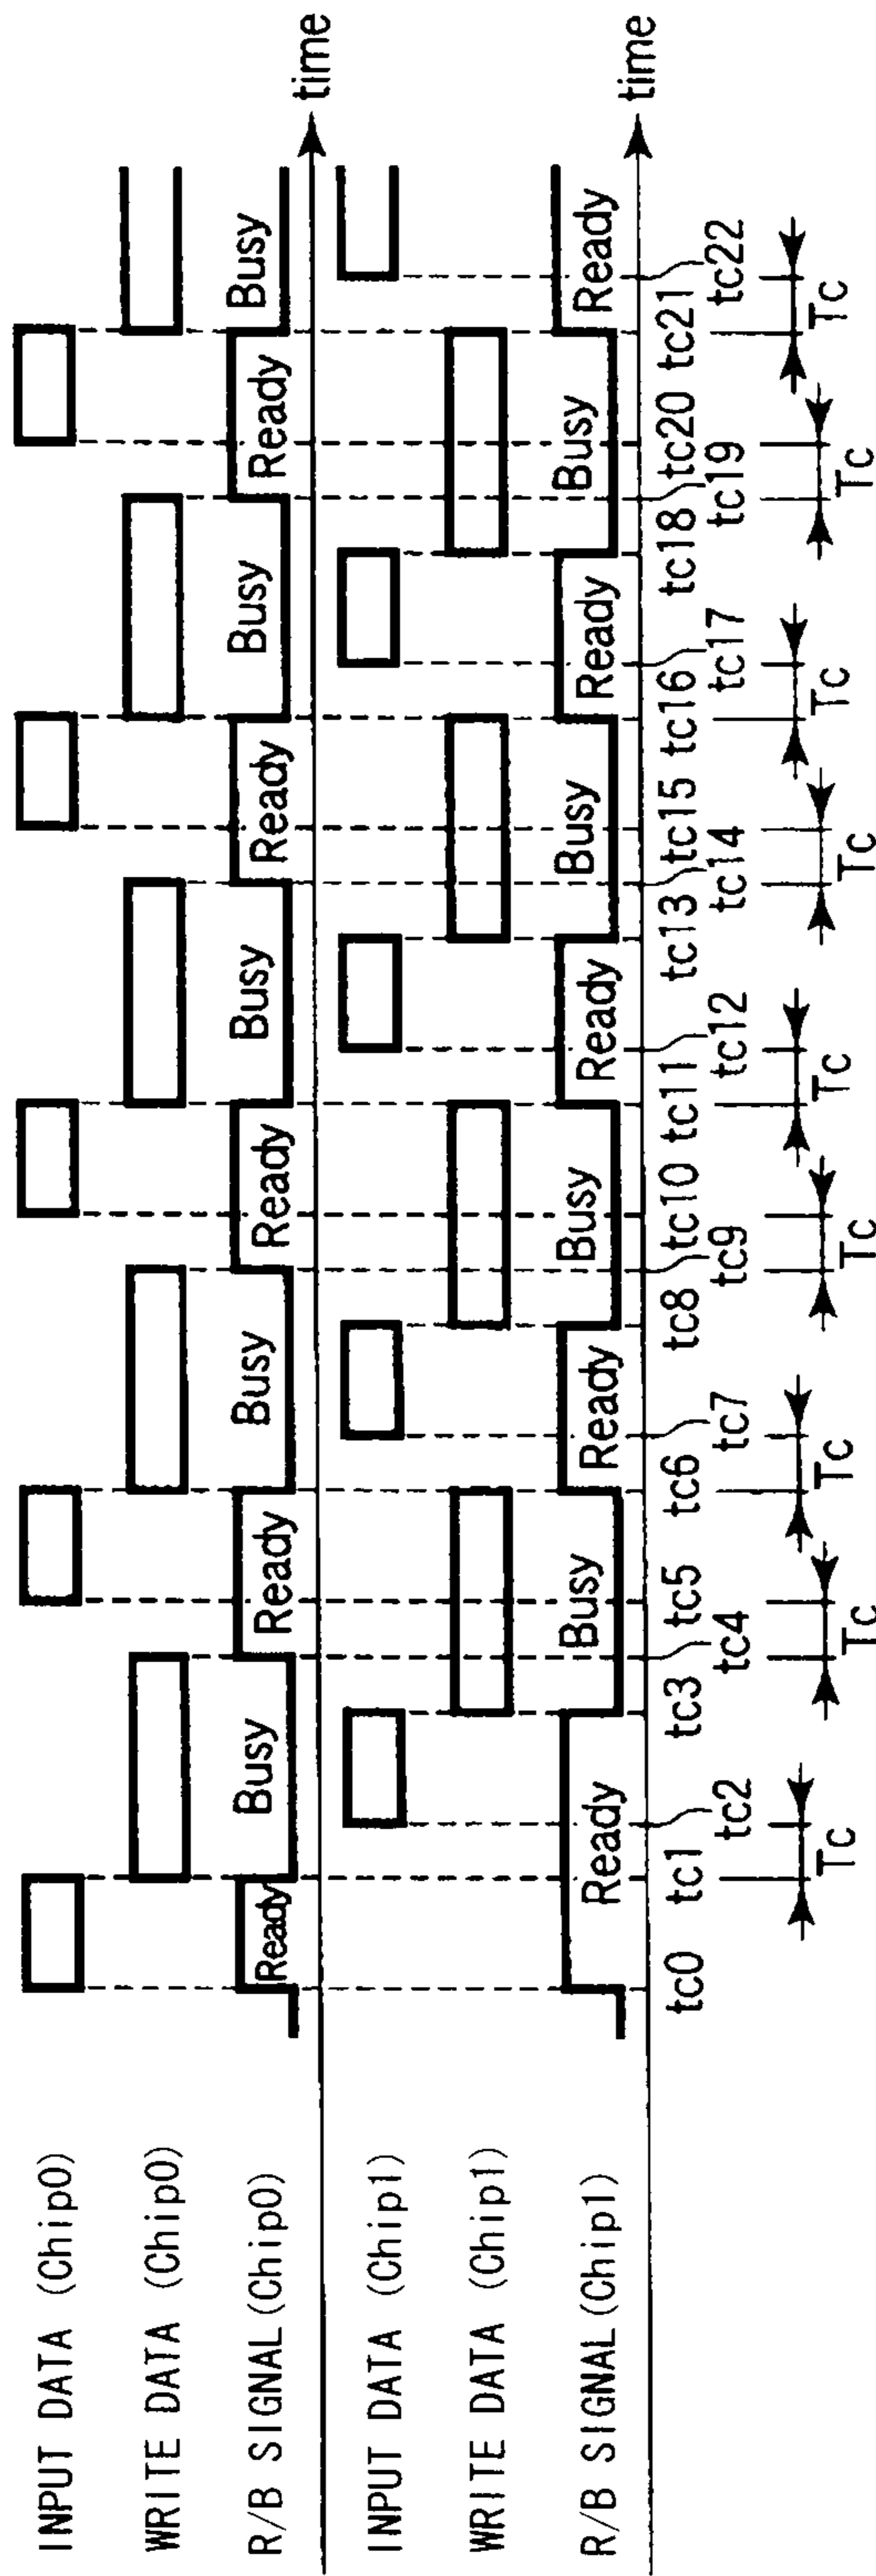 INPUT DATA (Chip0)
WRITE DATA (Chip0)
R/B SIGNAL (Chip0) Ready Busy Ready Busy Ready Busy Ready Busy Ready Busy
time
INPUT DATA (Chip1)
WRITE DATA (Chip1)
R/B SIGNAL (Chip1) Ready Busy Ready Busy Ready Busy Ready Busy Ready
time
tc0 tc1 tc3 tc5 tc6 tc8 tc10 tc11 tc13 tc15 tc16 tc18 tc20 tc21
tc2 tc4 tc7 tc9 tc12 tc14 tc17 tc19 tc22
Tc Tc Tc Tc Tc
Tc Tc Tc Tc